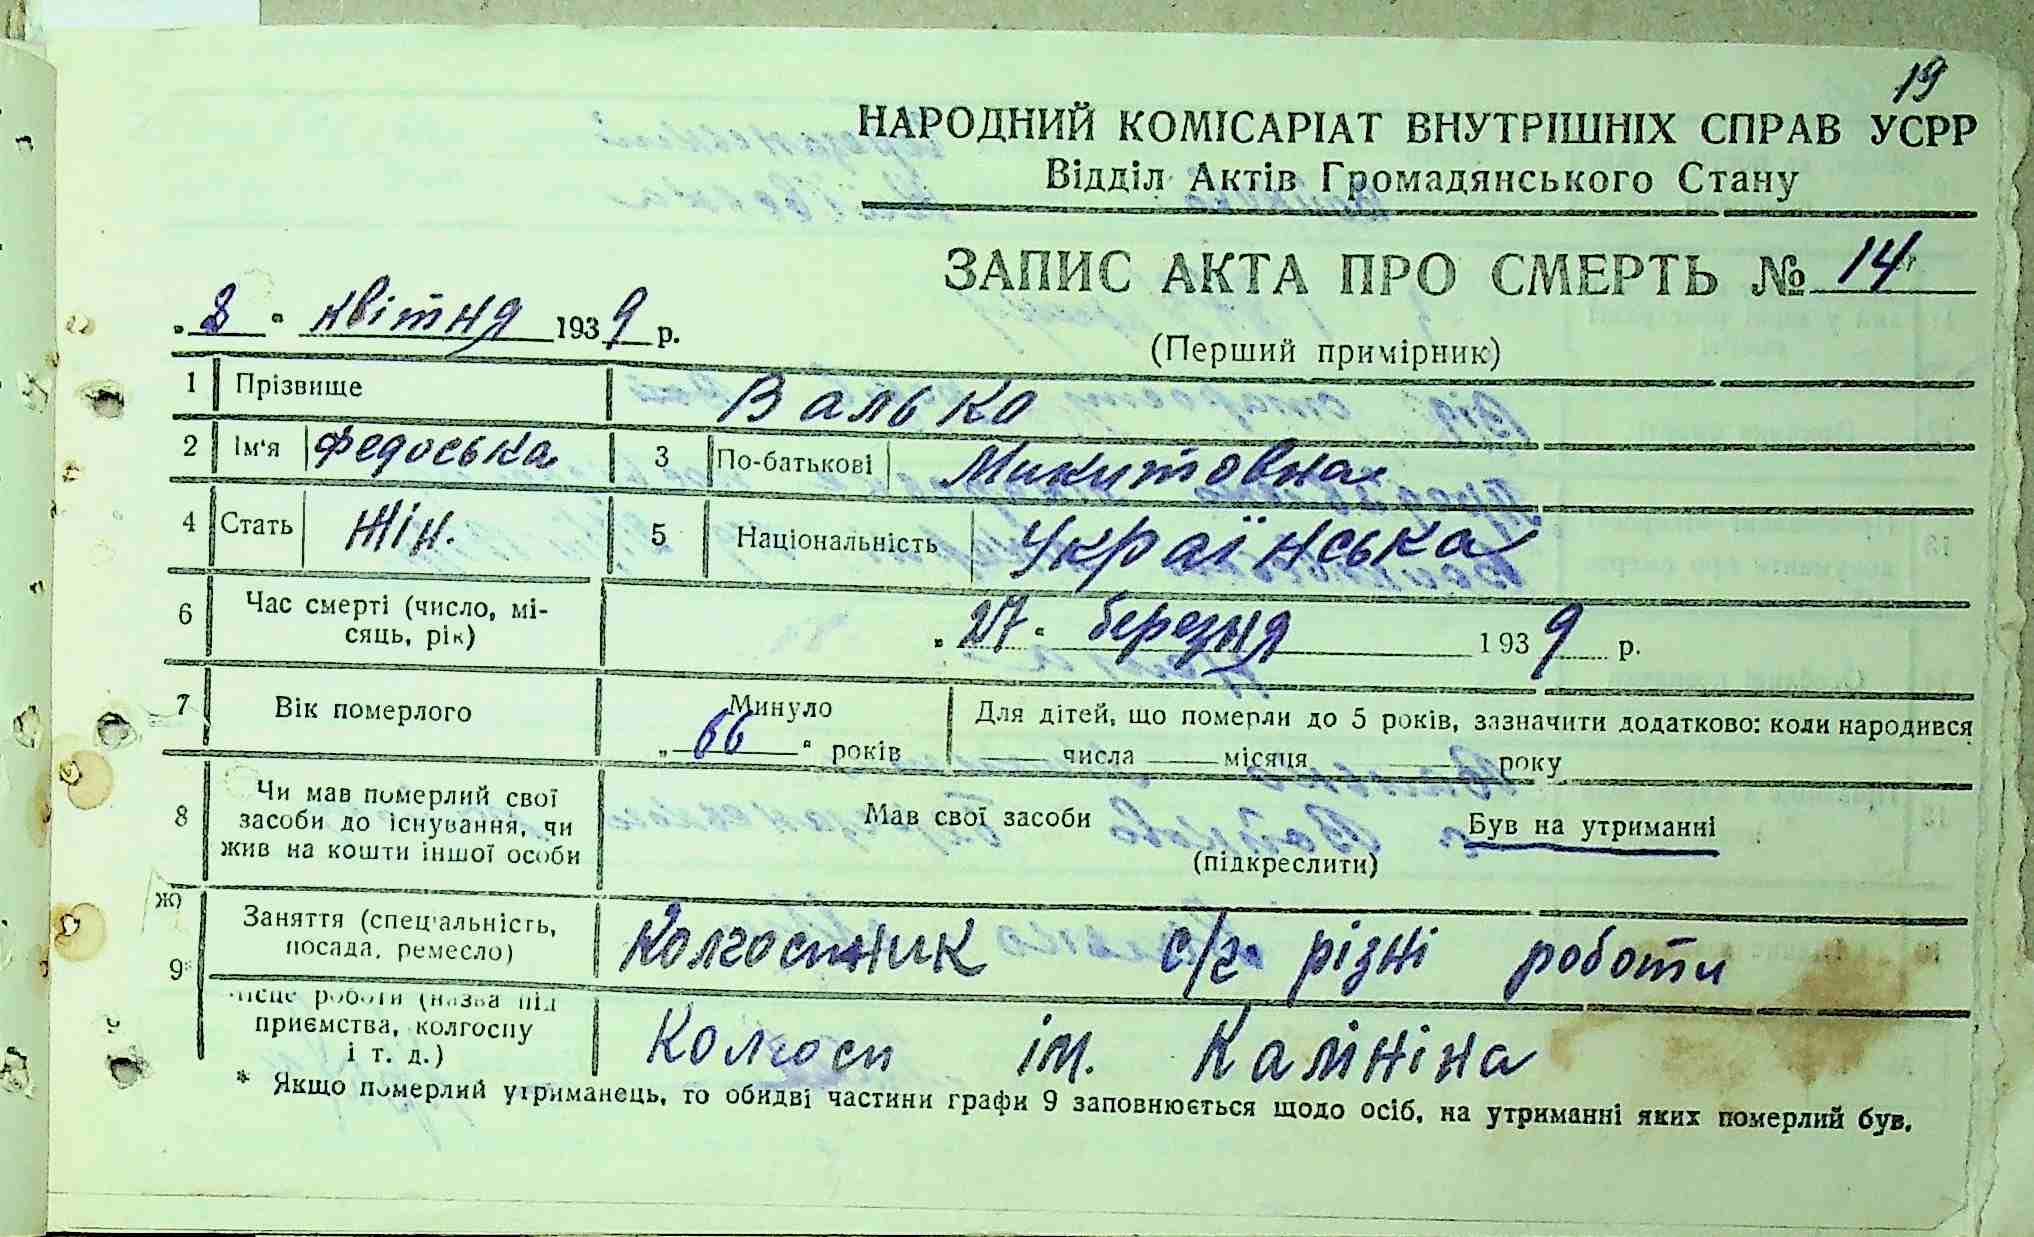 19
НАРОДНИЙ КОМІСАРІАТ ВНУТРІШНІХ СПРАВ УСРР
Відділ Актів Громадянського Стану
ЗАПИС АКТА ПРО СМЕРТЬ № 14
„ 2 “ квітня 1939 р.
(Перший примірник)
1 Прізвище Валько
2 Ім'я Федоська 3 По-батькові Микитовна
4 Стать Жін. 5 Національність Українська
6 Час смерті (число, мі-
сяць, рік)
„ 27 “ березня 1939 р.
7 Вік померлого Минуло
„ 66 “ років
Для дітей, що померли до 5 років, зазначити додатково: коли народився
числа місяця року
8 Чи мав померлий свої
засоби до існування, чи
жив на кошти іншої особи
Мав свої засоби Був на утриманні
(підкреслити)
Ж)
9* Заняття (спеціальність,
посада, ремесло)
Колгоспник с/г. різні роботи
місце роботи (назва під
приємства, колгоспу
і т. д.)
Колгосп ім. Калініна
* Якщо померлий утриманець, то обидві частини графи 9 заповнюється щодо осіб, на утриманні яких померлий був.